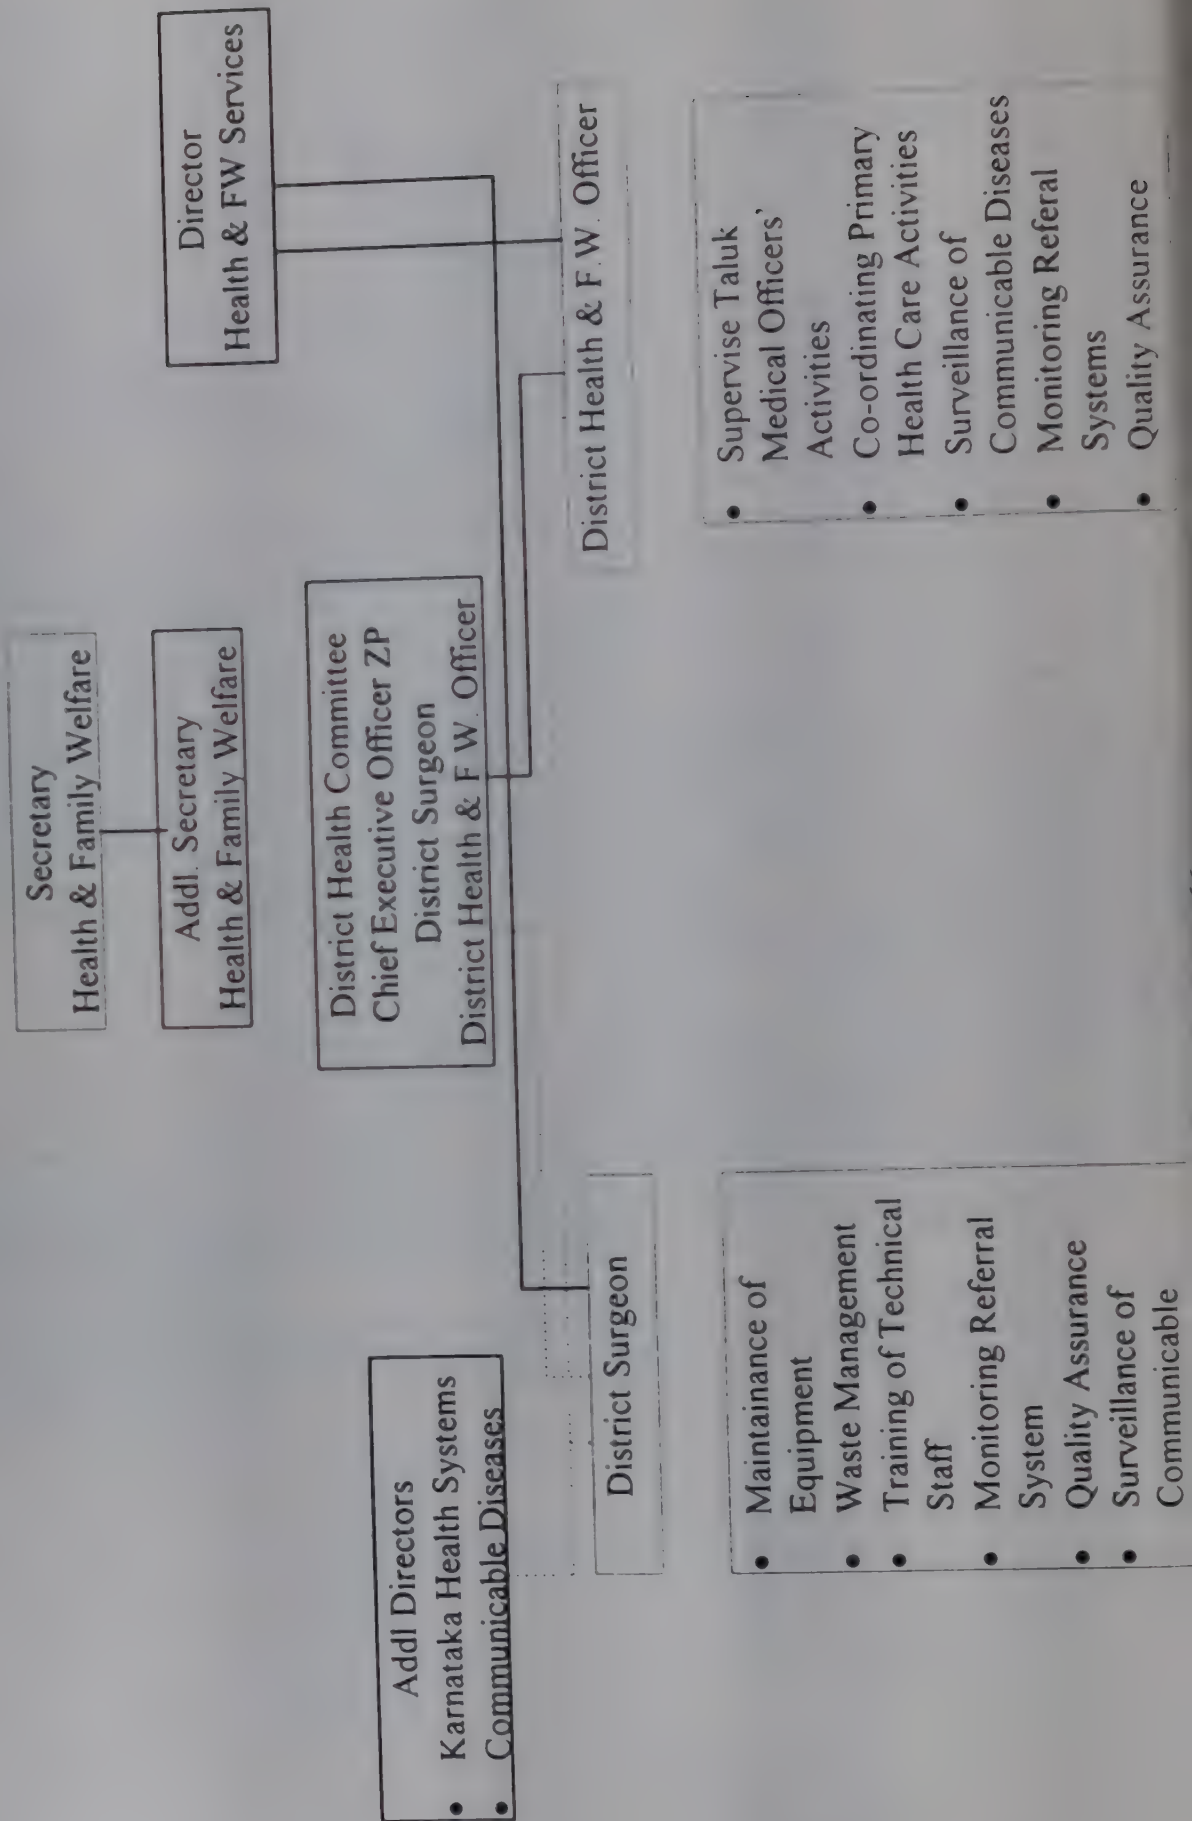 Secretary
Health & Family Welfare
Addl. Secretary
Health & Family Welfare
Director
Health & FW Services
District Health Committee
Chief Executive Officer ZP
District Surgeon
District Health & F W. Officer
Addl Directors
• Karnataka Health Systems
• Communicable Diseases
District Surgeon
District Health & F.W. Officer
• Maintainance of
Equipment
• Waste Management
• Training of Technical
Staff
• Monitoring Referral
System
• Quality Assurance
• Surveillance of
Communicable
• Supervise Taluk
Medical Officers'
Activities
• Co-ordinating Primary
Health Care Activities
• Surveillance of
Communicable Diseases
• Monitoring Referal
Systems
• Quality Assurance